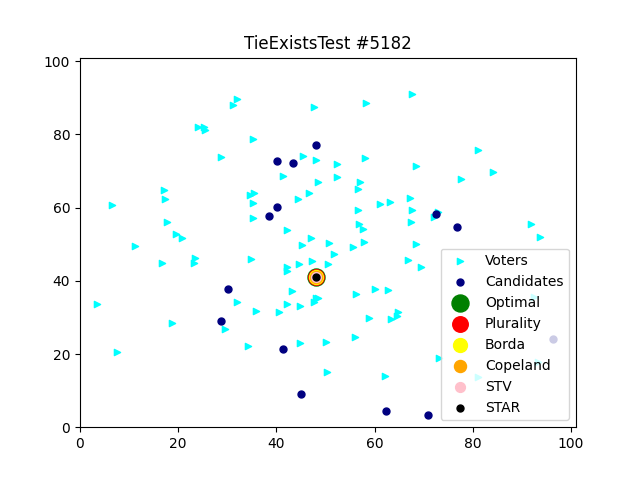 TieExistsTest #5182
100
80
60
40
20
0
0
20
40
60
80
100
Voters
Candidates
Optimal
Plurality
Borda
Copeland
STV
STAR